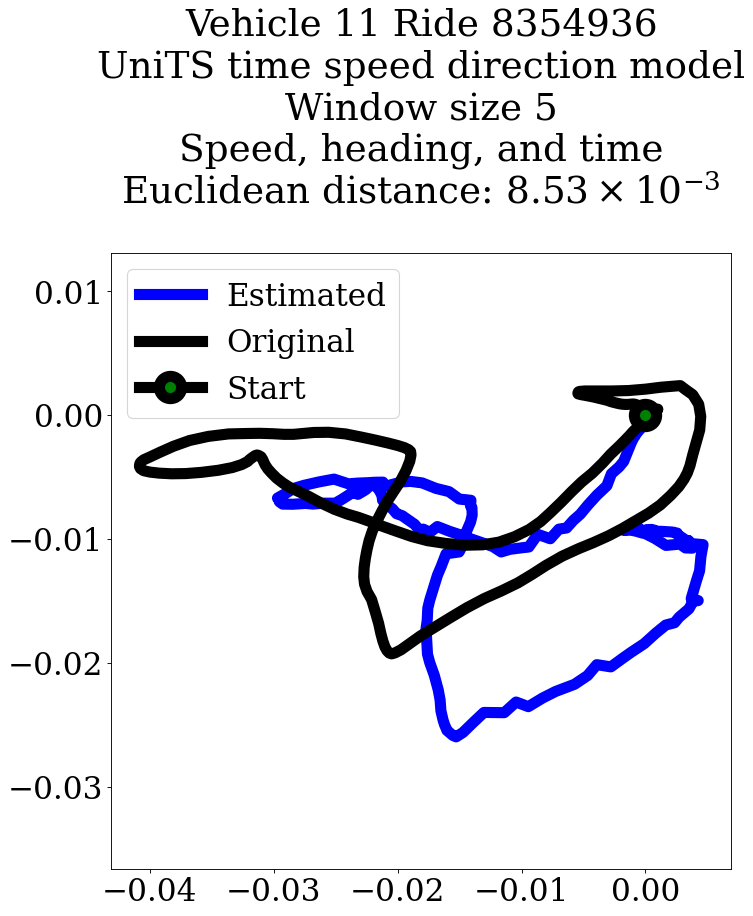 Vehicle 11 Ride 8354936
UniTS time speed direction model
Window size 5
Speed, heading, and time
Euclidean distance: 8.53 × 10⁻³
Estimated
Original
Start
0.01
0.00
−0.01
−0.02
−0.03
−0.04 −0.03 −0.02 −0.01 0.00